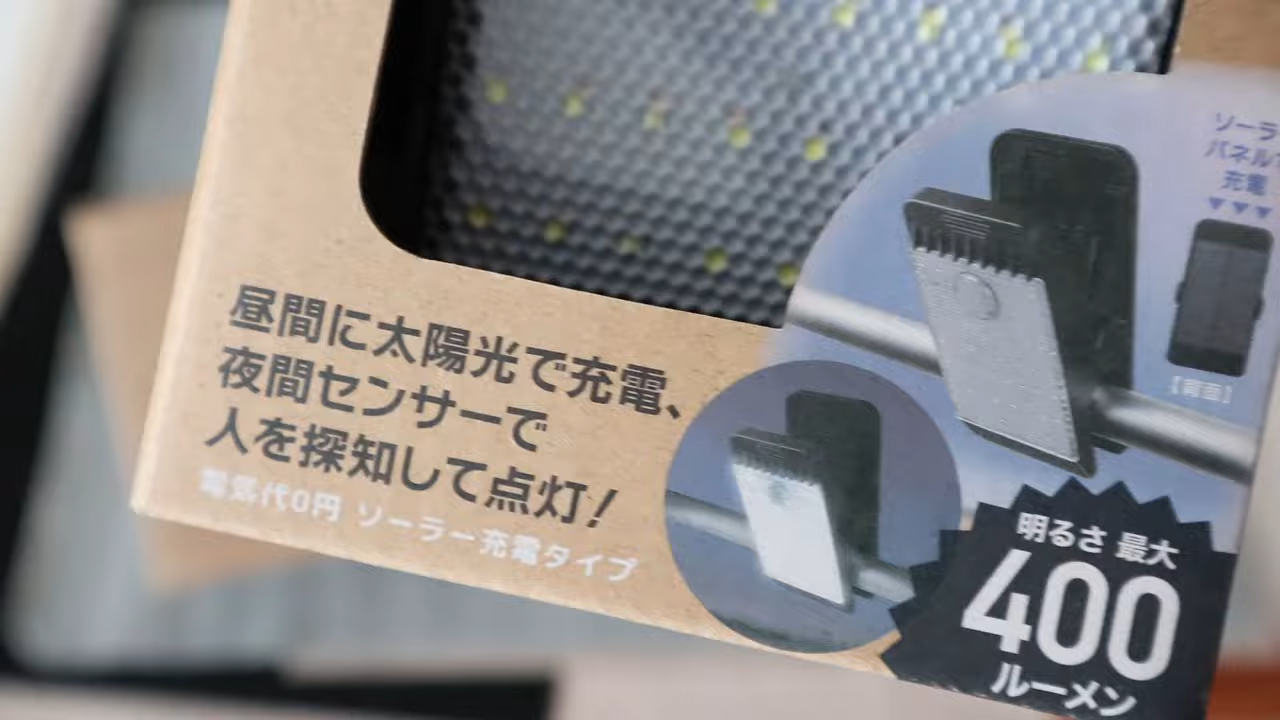 昼間に太陽光で充電、
夜間センサーで
人を探知して点灯!
電気代0円 ソーラー充電タイプ
ソーラ
パネルで
充電
▼▼▼
【背面】
明るさ 最大
400
ルーメン